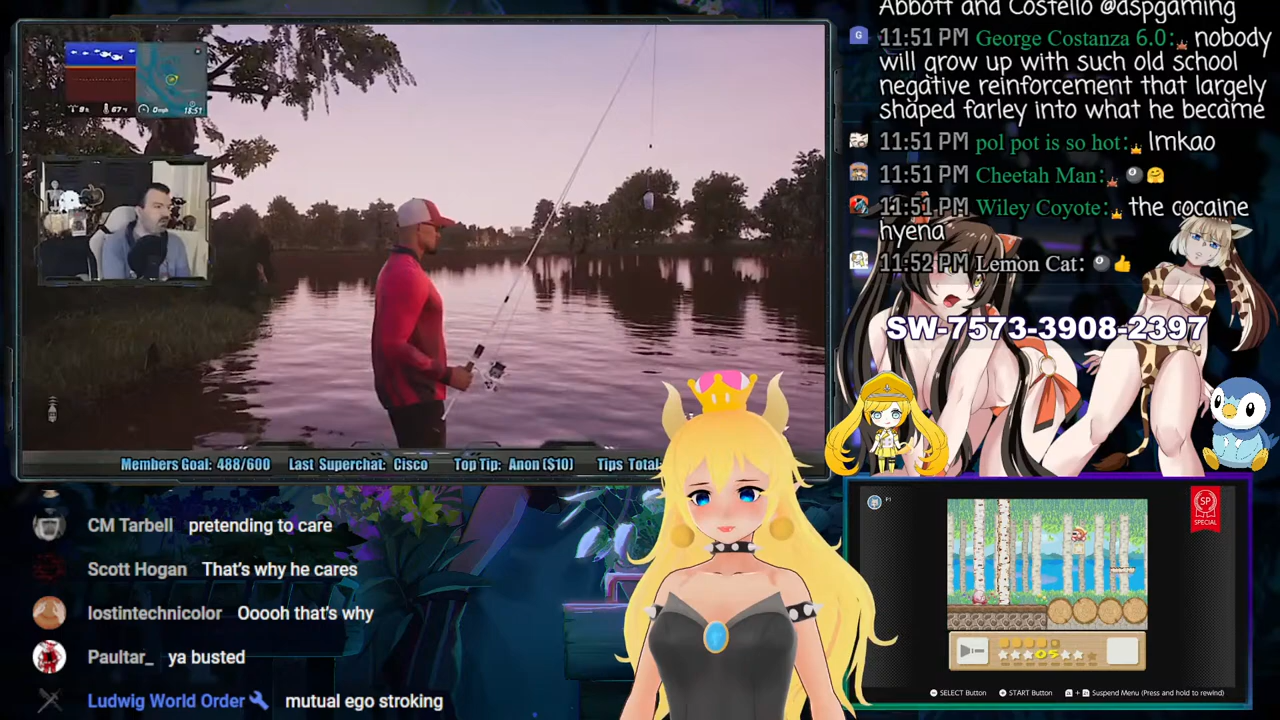 18:51
0mph
Members Goal: 488/600 Last Superchat: Cisco Top Tip: Anon ($10) Tips Total
CM Tarbell pretending to care
Scott Hogan That's why he cares
lostintechnicolor Ooooh that's why
Paultar_ ya busted
Ludwig World Order mutual ego stroking
Abbott and Costello @dspgaming
G 11:51 PM George Costanza 6.0: nobody
will grow up with such old school
negative reinforcement that largely
shaped farley into what he became
11:51 PM pol pot is so hot: lmkao
11:51 PM Cheetah Man:
11:51 PM Wiley Coyote: the cocaine
hyena
11:52 PM Lemon Cat:
SW-7573-3908-2397
P1
SP
SPECIAL
05
SELECT Button START Button Suspend Menu (Press and hold to rewind)